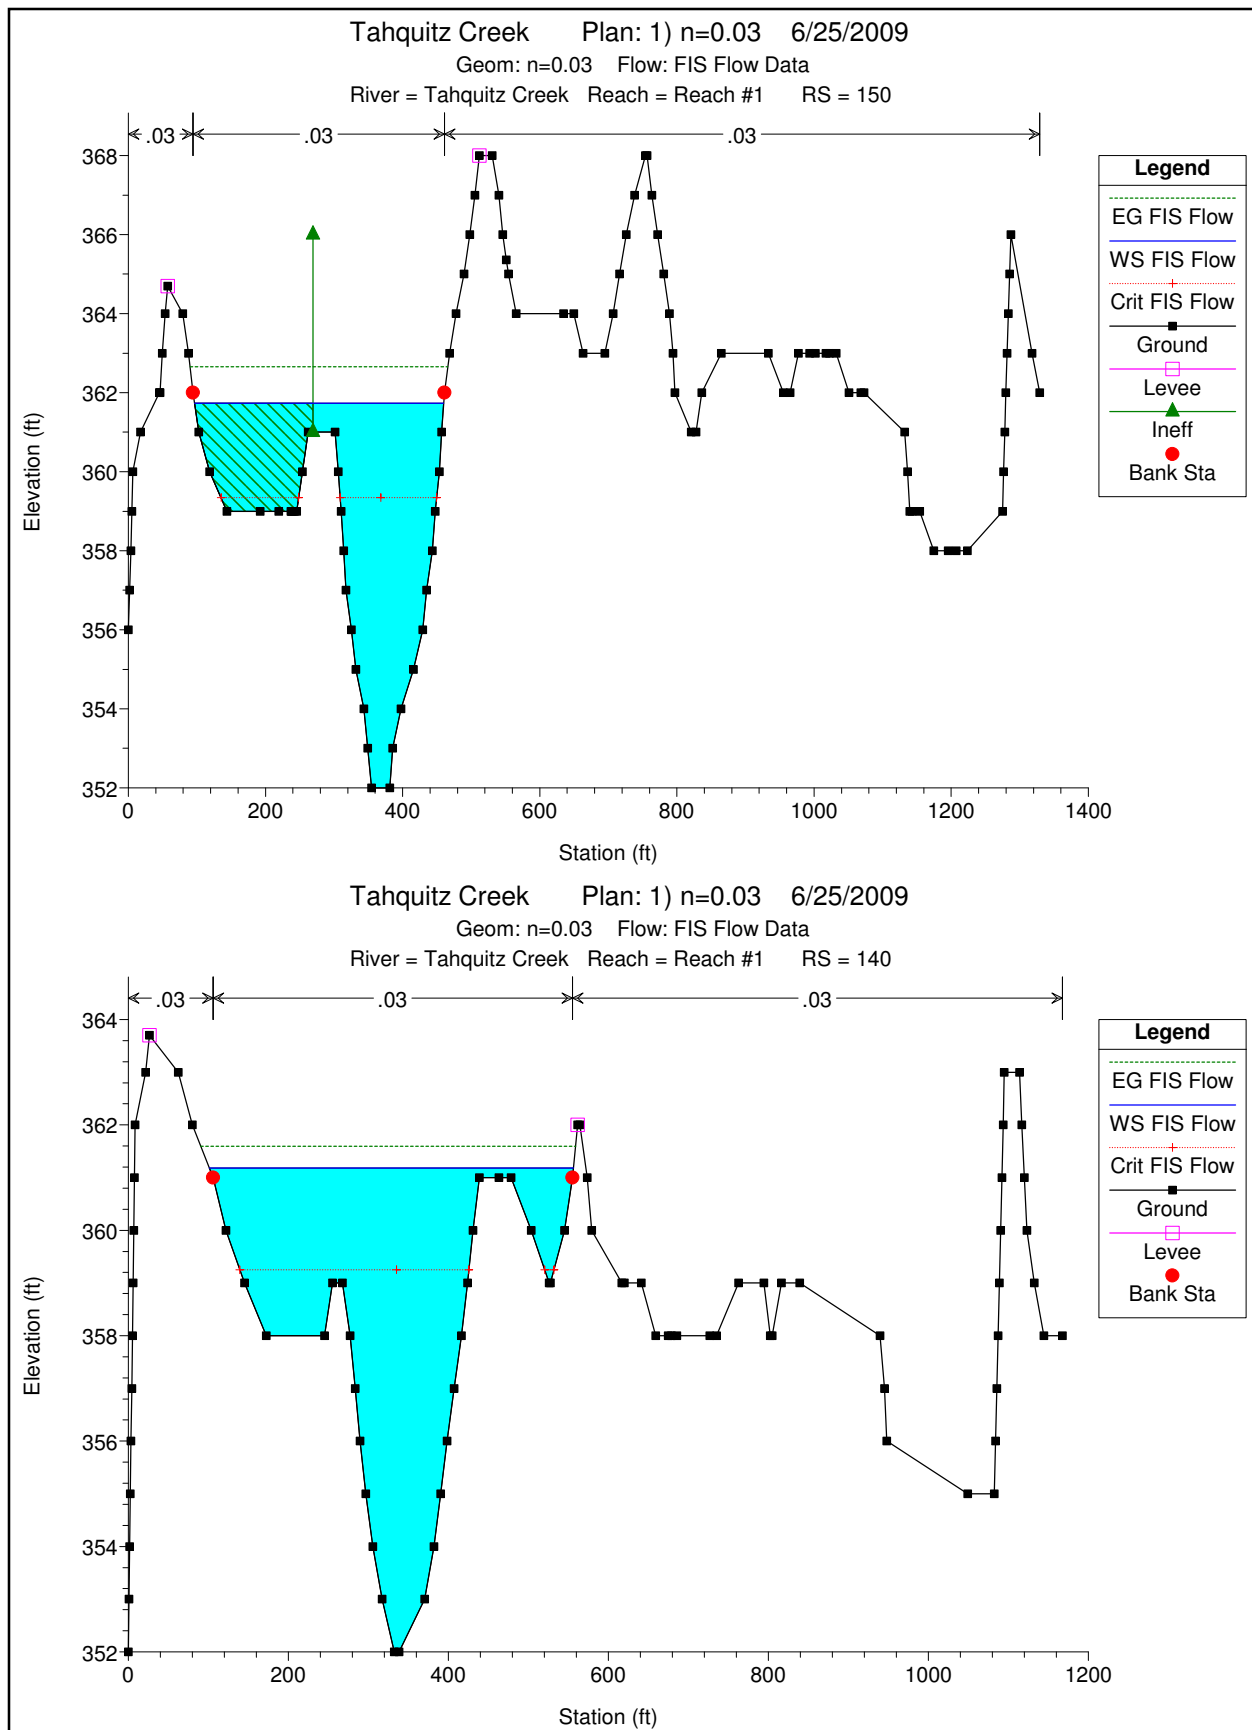 Tahquitz Creek Plan: 1) n=0.03 6/25/2009
Geom: n=0.03 Flow: FIS Flow Data
River = Tahquitz Creek Reach = Reach #1 RS = 150
.03 .03 .03
368
366
364
362
360
358
356
354
352
Elevation (ft)
0 200 400 600 800 1000 1200 1400
Station (ft)
Legend
EG FIS Flow
WS FIS Flow
Crit FIS Flow
Ground
Levee
Ineff
Bank Sta
Tahquitz Creek Plan: 1) n=0.03 6/25/2009
Geom: n=0.03 Flow: FIS Flow Data
River = Tahquitz Creek Reach = Reach #1 RS = 140
.03 .03 .03
364
362
360
358
356
354
352
Elevation (ft)
0 200 400 600 800 1000 1200
Station (ft)
Legend
EG FIS Flow
WS FIS Flow
Crit FIS Flow
Ground
Levee
Bank Sta